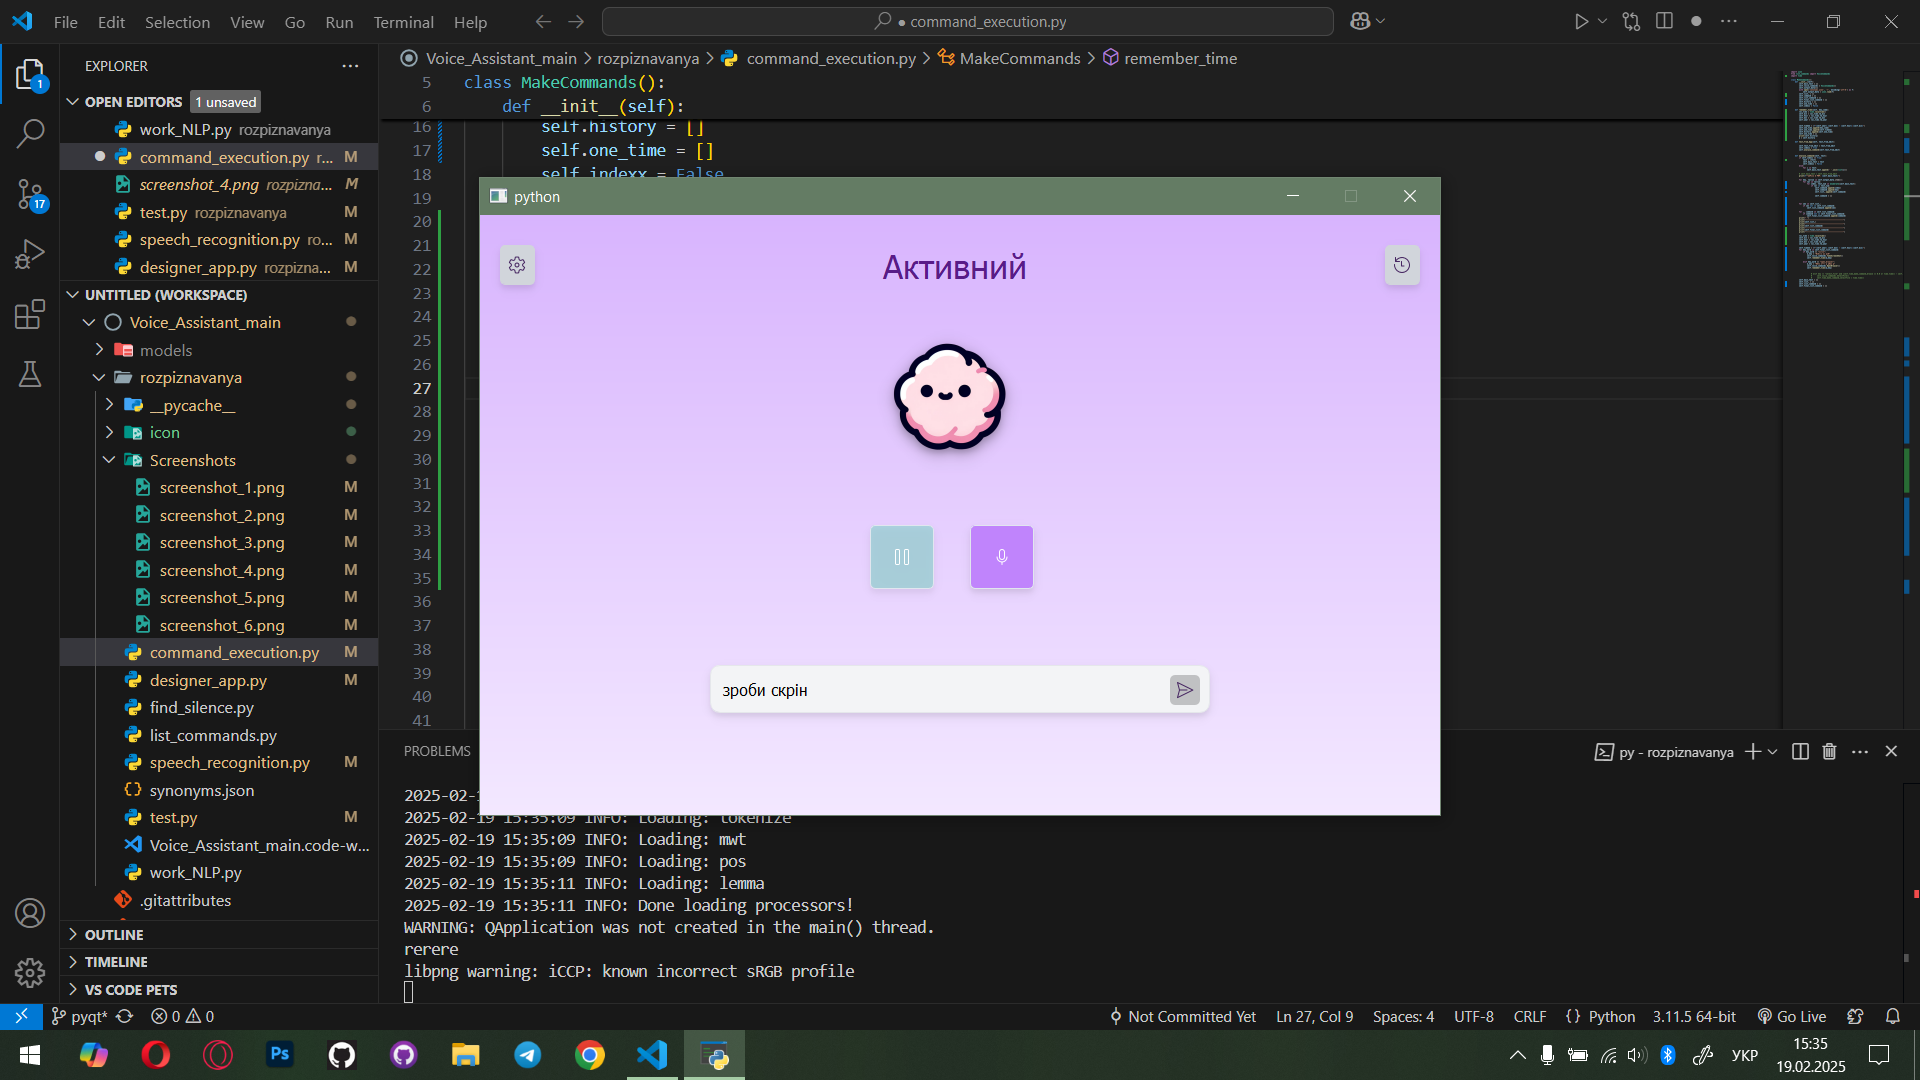 File Edit Selection View Go Run Terminal Help
● command_execution.py
EXPLORER
OPEN EDITORS 1 unsaved
work_NLP.py rozpiznavanya
command_execution.py r... M
screenshot_4.png rozpizna... M
test.py rozpiznavanya M
speech_recognition.py ro... M
designer_app.py rozpizna... M
UNTITLED (WORKSPACE)
Voice_Assistant_main
models
rozpiznavanya
__pycache__
icon
Screenshots
screenshot_1.png M
screenshot_2.png M
screenshot_3.png M
screenshot_4.png M
screenshot_5.png M
screenshot_6.png M
command_execution.py M
designer_app.py M
find_silence.py
list_commands.py
speech_recognition.py M
synonyms.json
test.py M
Voice_Assistant_main.code-w...
work_NLP.py
.gitattributes
OUTLINE
TIMELINE
VS CODE PETS
1
17
Voice_Assistant_main > rozpiznavanya > command_execution.py > MakeCommands > remember_time
5 class MakeCommands():
6 def __init__(self):
16 self.history = []
17 self.one_time = []
18 self.indexx = False
19
20
21
22
23
24
25
26
27
28
29
30
31
32
33
34
35
36
37
38
39
40
41
python
Активний
зроби скрін
PROBLEMS
py - rozpiznavanya
2025-02-1
2025-02-19 15:35:09 INFO: Loading: tokenize
2025-02-19 15:35:09 INFO: Loading: mwt
2025-02-19 15:35:09 INFO: Loading: pos
2025-02-19 15:35:11 INFO: Loading: lemma
2025-02-19 15:35:11 INFO: Done loading processors!
WARNING: QApplication was not created in the main() thread.
rerere
libpng warning: iCCP: known incorrect sRGB profile
pyqt* 0 0
Not Committed Yet Ln 27, Col 9 Spaces: 4 UTF-8 CRLF {} Python 3.11.5 64-bit Go Live
Ps
УКР
15:35
19.02.2025